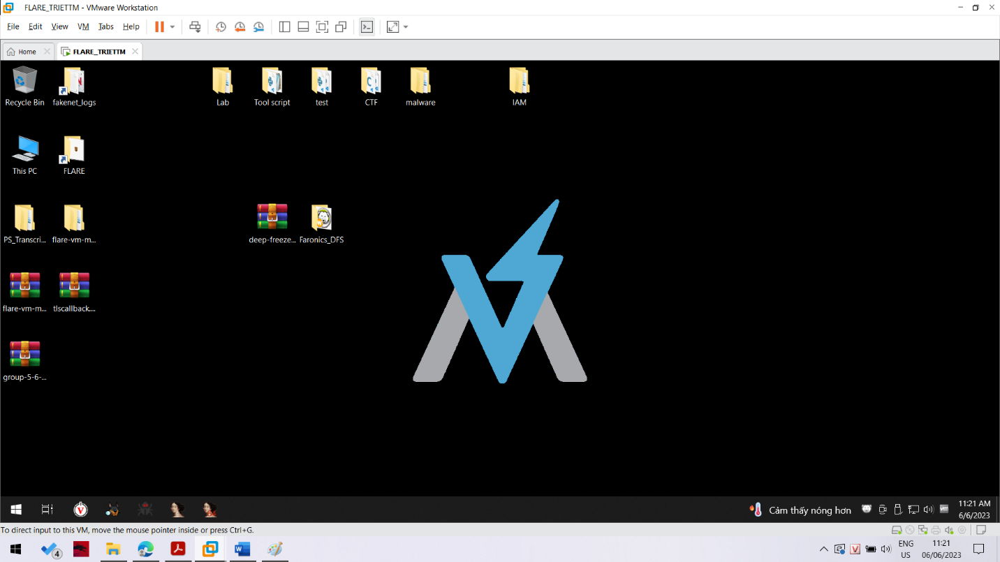 FLARE_TRIETTM - VMware Workstation
File Edit View VM Tabs Help
Home FLARE_TRIETTM
Recycle Bin fakenet_logs Lab Tool script test CTF malware IAM
This PC FLARE
PS_Transcri... flare-vm-m... deep-freeze... Faronics_DFS
flare-vm-m... tlscallback....
group-5-6-...
Cảm thấy nóng hơn
11:21 AM
6/6/2023
To direct input to this VM, move the mouse pointer inside or press Ctrl+G.
4
ENG
US
11:21
06/06/2023